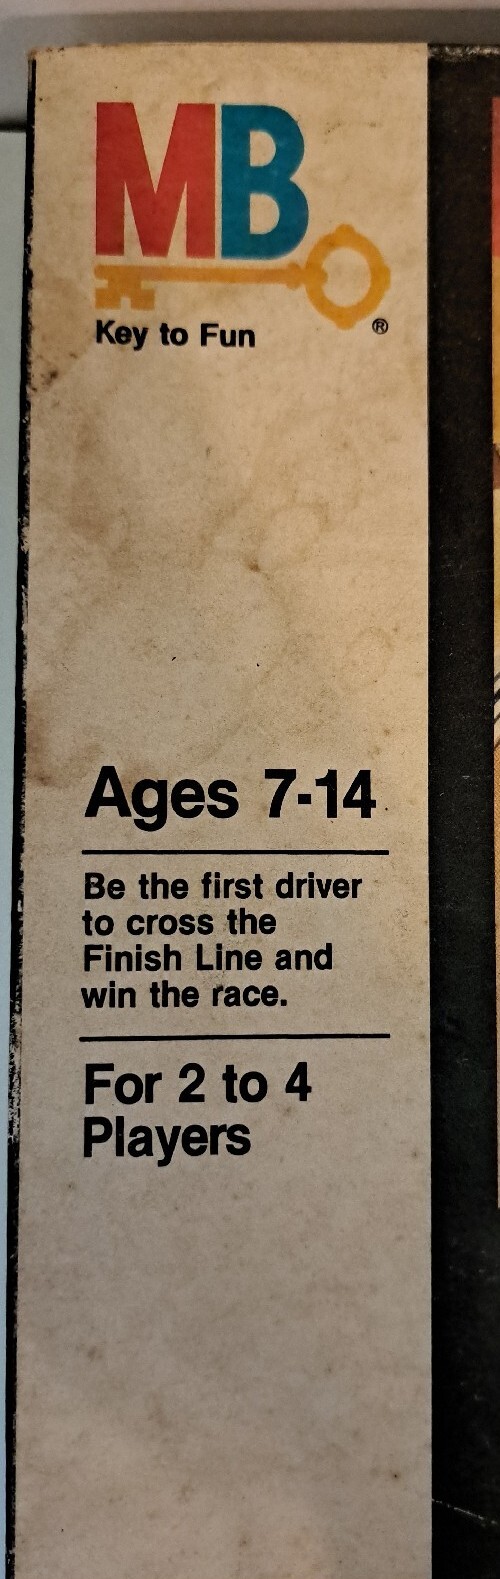 MB
Key to Fun
®
Ages 7-14
Be the first driver
to cross the
Finish Line and
win the race.
For 2 to 4
Players